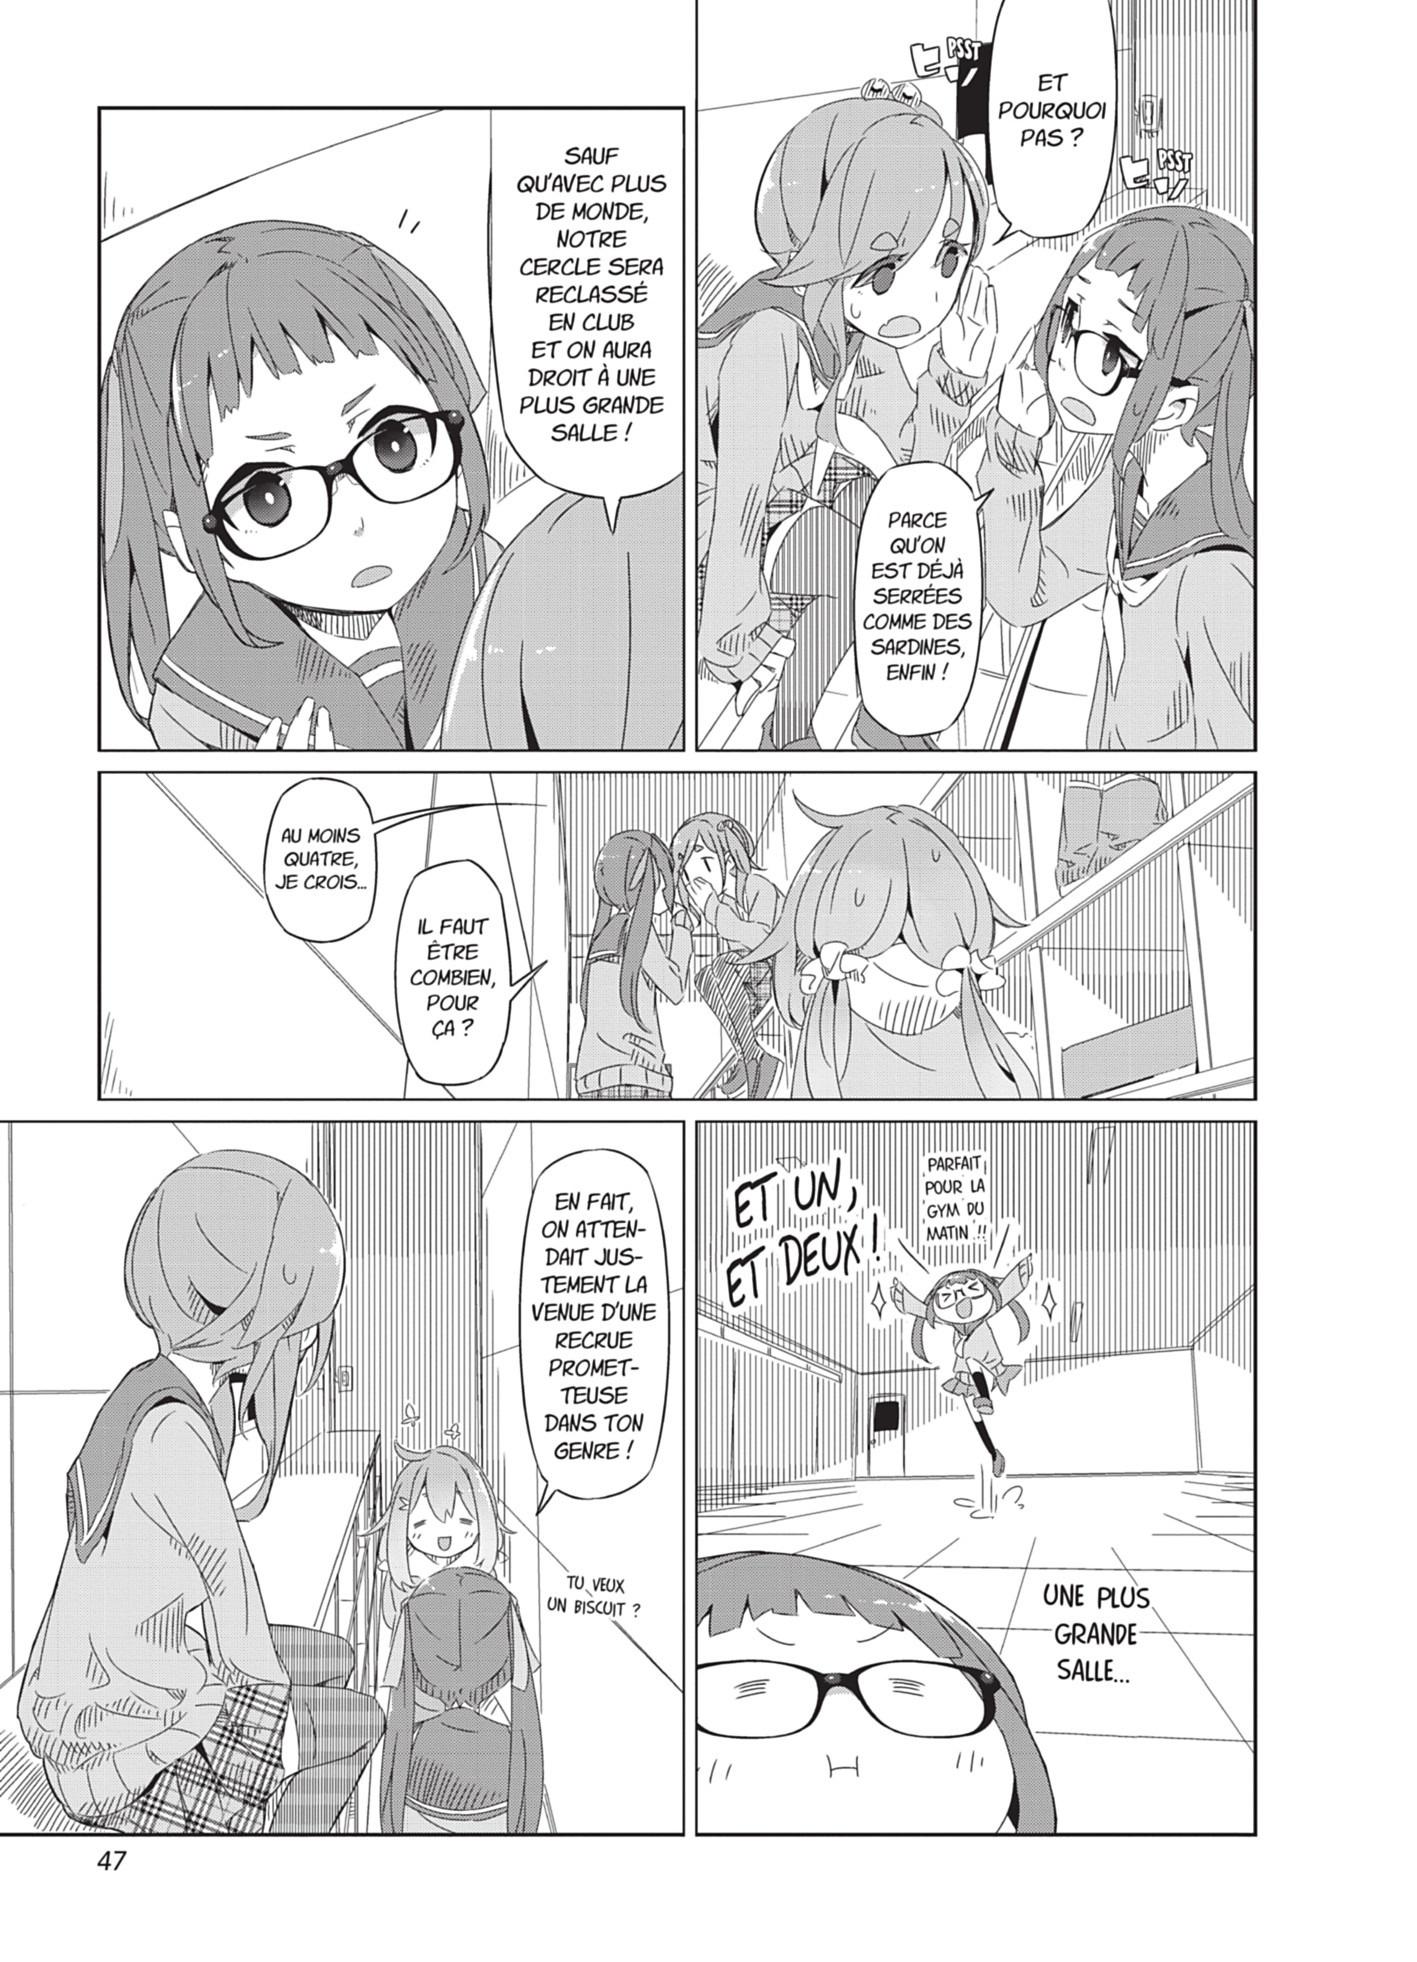 ET
POURQUOI
PAS ?
ヒソ
PSST
ヒソ
PSST
PARCE
QU'ON
EST DÉJÀ
SERRÉES
COMME DES
SARDINES,
ENFIN !
SAUF
QU'AVEC PLUS
DE MONDE,
NOTRE
CERCLE SERA
RECLASSÉ
EN CLUB
ET ON AURA
DROIT À UNE
PLUS GRANDE
SALLE !
IL FAUT
ÊTRE
COMBIEN,
POUR
ÇA ?
AU MOINS
QUATRE,
JE CROIS...
PARFAIT
POUR LA
GYM DU
MATIN !!
ET UN,
ET DEUX !
UNE PLUS
GRANDE
SALLE...
EN FAIT,
ON ATTEN-
DAIT JUS-
TEMENT LA
VENUE D'UNE
RECRUE
PROMET-
TEUSE
DANS TON
GENRE !
TU VEUX
UN BISCUIT ?
47